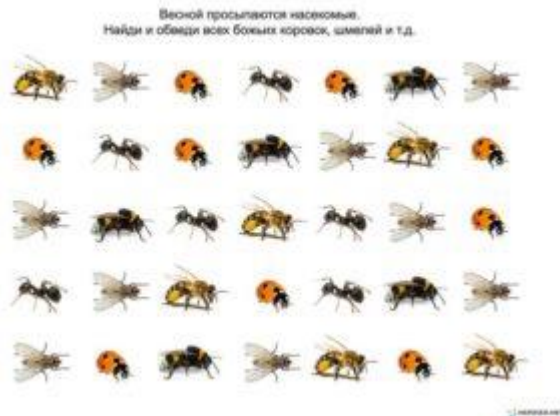 Весной просыпаются насекомые.
Найди и обведи всех божьих коровок, шмелей и т.д.